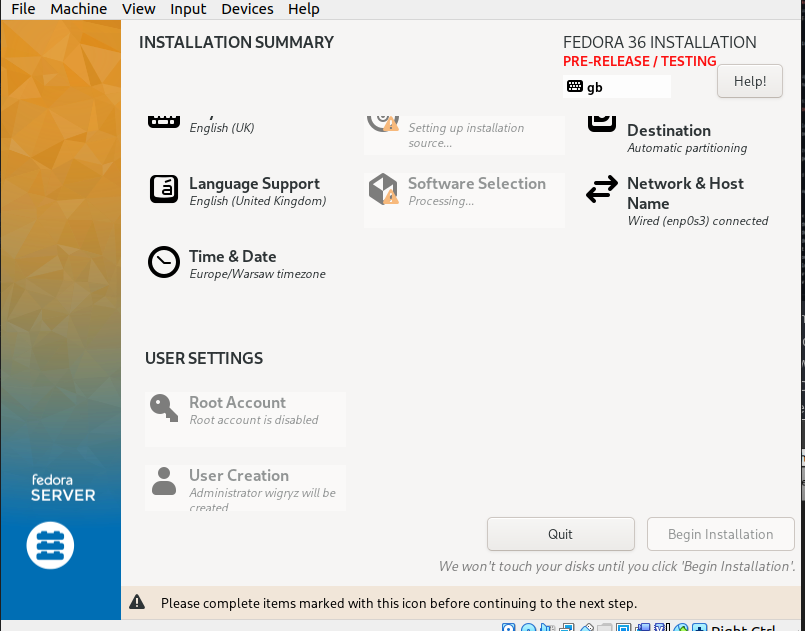 File Machine View Input Devices Help
INSTALLATION SUMMARY
FEDORA 36 INSTALLATION
PRE-RELEASE / TESTING
gb
Help!
English (UK)
Setting up installation
source...
Destination
Automatic partitioning
Language Support
English (United Kingdom)
Software Selection
Processing...
Network & Host
Name
Wired (enp0s3) connected
Time & Date
Europe/Warsaw timezone
USER SETTINGS
Root Account
Root account is disabled
User Creation
Administrator wigryz will be
created
fedora
SERVER
Quit
Begin Installation
We won't touch your disks until you click 'Begin Installation'.
Please complete items marked with this icon before continuing to the next step.
Right Ctrl